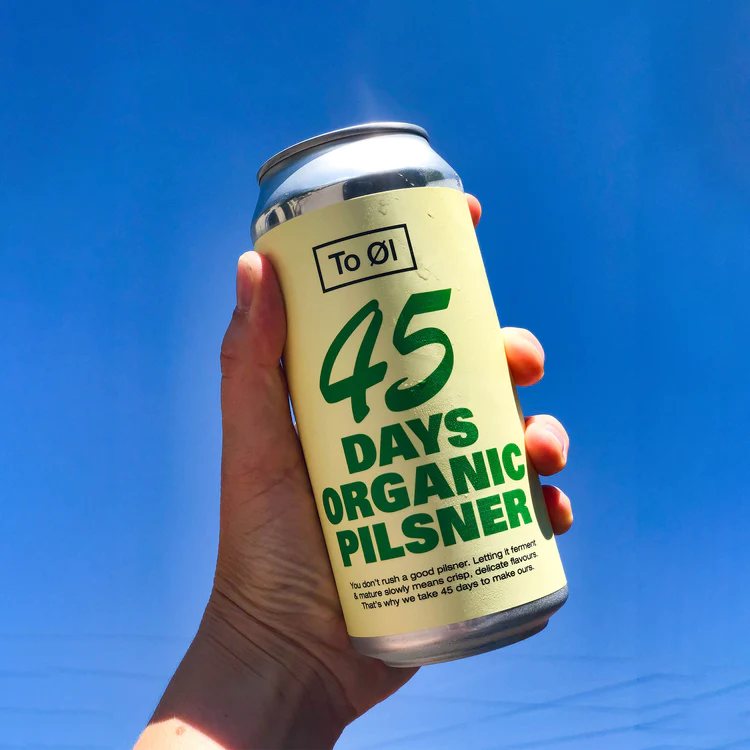 To Øl
45
DAYS
ORGANIC
PILSNER
You don't rush a good pilsner. Letting it ferment
& mature slowly means crisp, delicate flavours.
That's why we take 45 days to make ours.